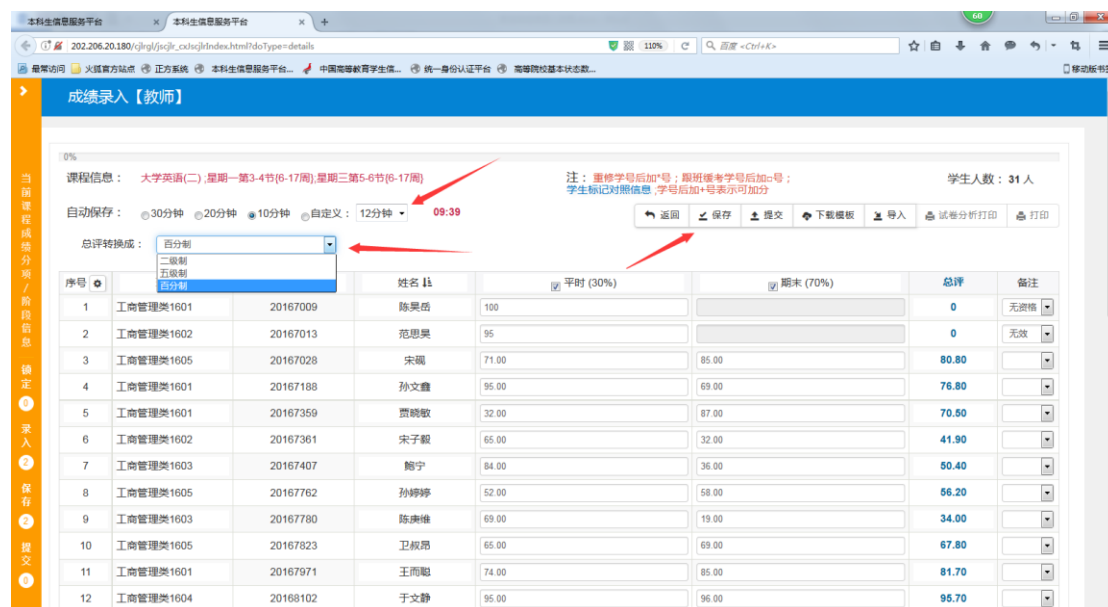 本科生信息服务平台 × 本科生信息服务平台 × +
60
202.206.20.180/cjlrgl/jscjlr_cxJscjlrIndex.html?doType=details 110% 百度 <Ctrl+K>
最常访问 火狐官方站点 正方系统 本科生信息服务平台... 中国高等教育学生信... 统一身份认证平台 高等院校基本状态数... 移动版书签
成绩录入【教师】
0%
课程信息： 大学英语(二) ;星期一第3-4节{6-17周};星期三第5-6节{6-17周}
注： 重修学号后加*号；跟班缓考学号后加□号；
学生标记对照信息 ;学号后加+号表示可加分
学生人数：31 人
自动保存： 30分钟 20分钟 10分钟 自定义： 12分钟 09:39
返回 保存 提交 下载模板 导入 试卷分析打印 打印
总评转换成： 百分制
二级制
五级制
百分制
序号 姓名 平时 (30%) 期末 (70%) 总评 备注
1 工商管理类1601 20167009 陈昊岳 100 0 无资格
2 工商管理类1602 20167013 范思昊 95 0 无效
3 工商管理类1605 20167028 宋砚 71.00 85.00 80.80
4 工商管理类1601 20167188 孙文鑫 95.00 69.00 76.80
5 工商管理类1601 20167359 贾晓敏 32.00 87.00 70.50
6 工商管理类1602 20167361 宋子毅 65.00 32.00 41.90
7 工商管理类1603 20167407 鲍宁 84.00 36.00 50.40
8 工商管理类1605 20167762 孙婷婷 52.00 58.00 56.20
9 工商管理类1603 20167780 陈庚维 69.00 19.00 34.00
10 工商管理类1605 20167823 卫叔昂 65.00 69.00 67.80
11 工商管理类1601 20167971 王而聪 74.00 85.00 81.70
12 工商管理类1604 20168102 于文静 95.00 96.00 95.70
当前课程成绩分项/阶段信息
锁定
0
录入
2
保存
2
提交
0